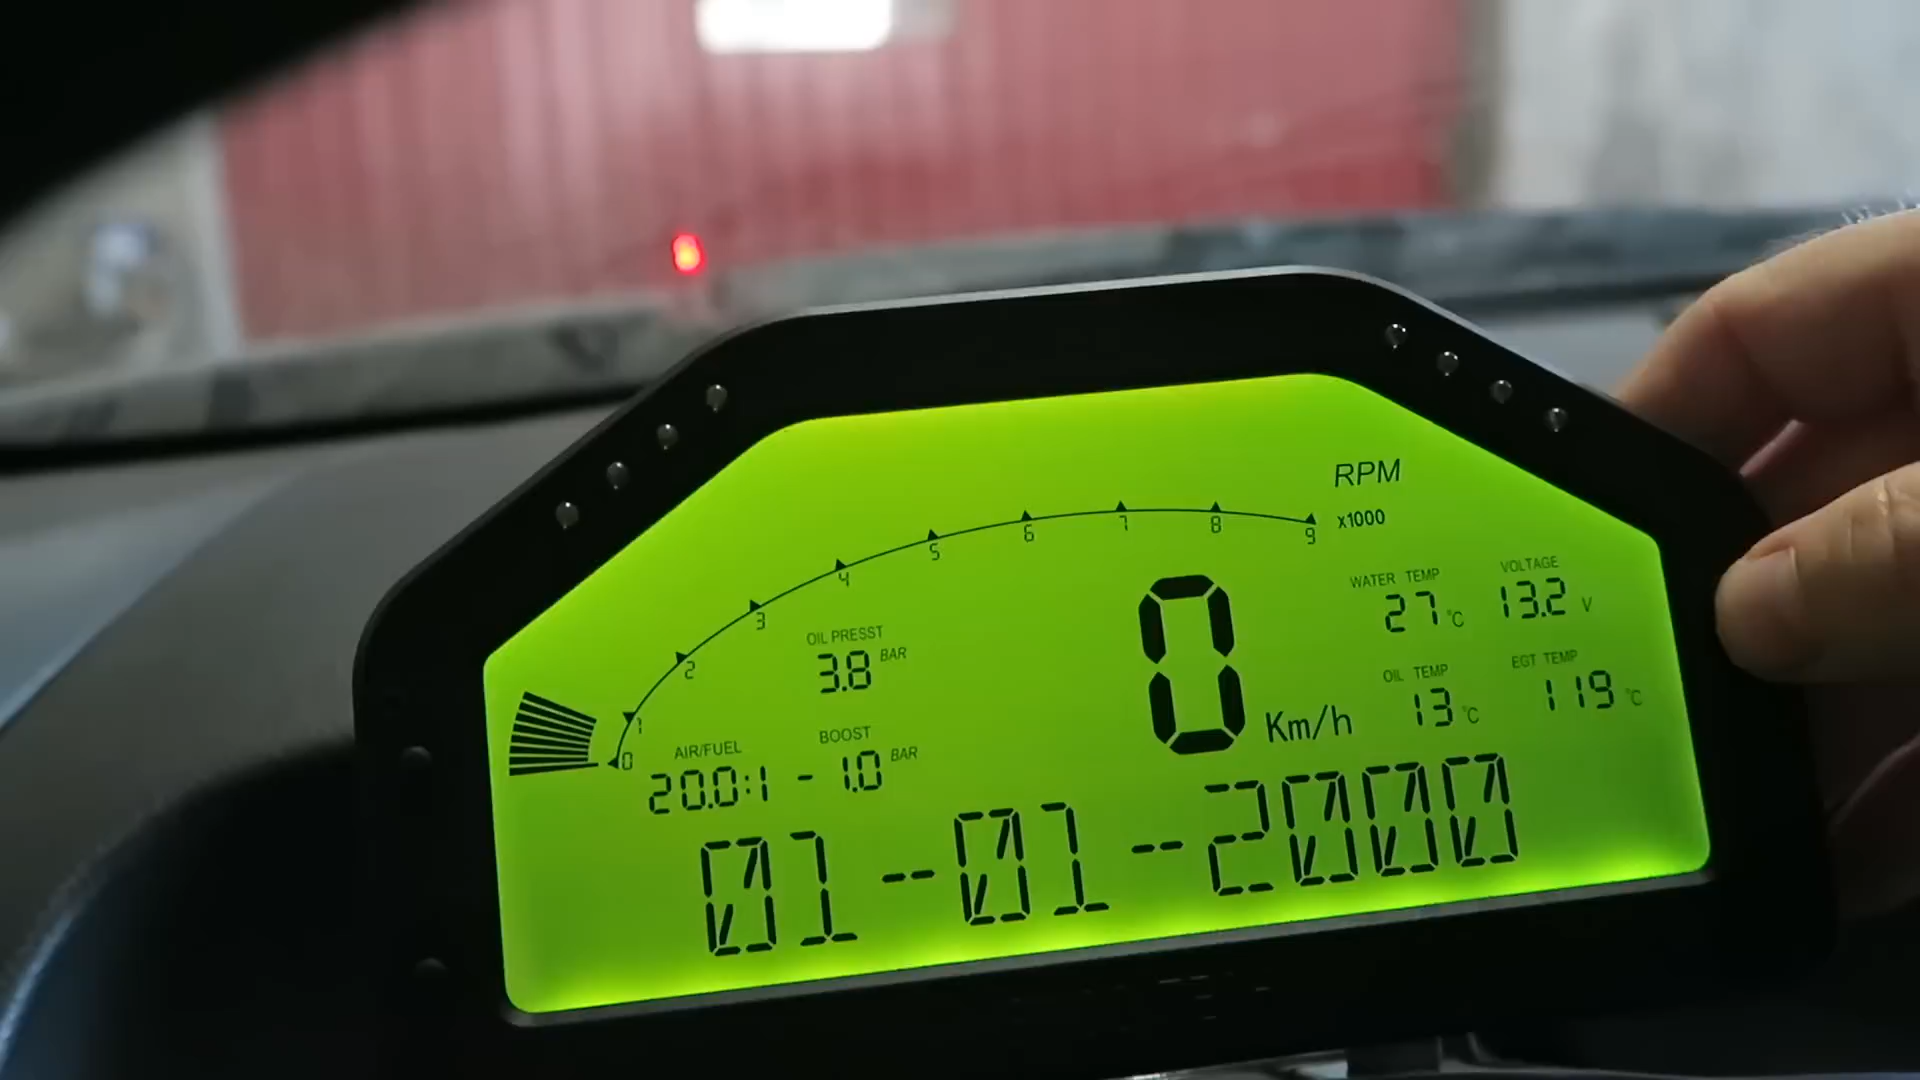 RPM
x1000
0 1 2 3 4 5 6 7 8 9
OIL PRESST
3.8 BAR
AIR/FUEL
20.0:1
BOOST
-1.0 BAR
0 Km/h
WATER TEMP
27 °C
VOLTAGE
13.2 V
OIL TEMP
13 °C
EGT TEMP
119 °C
01-01-2000